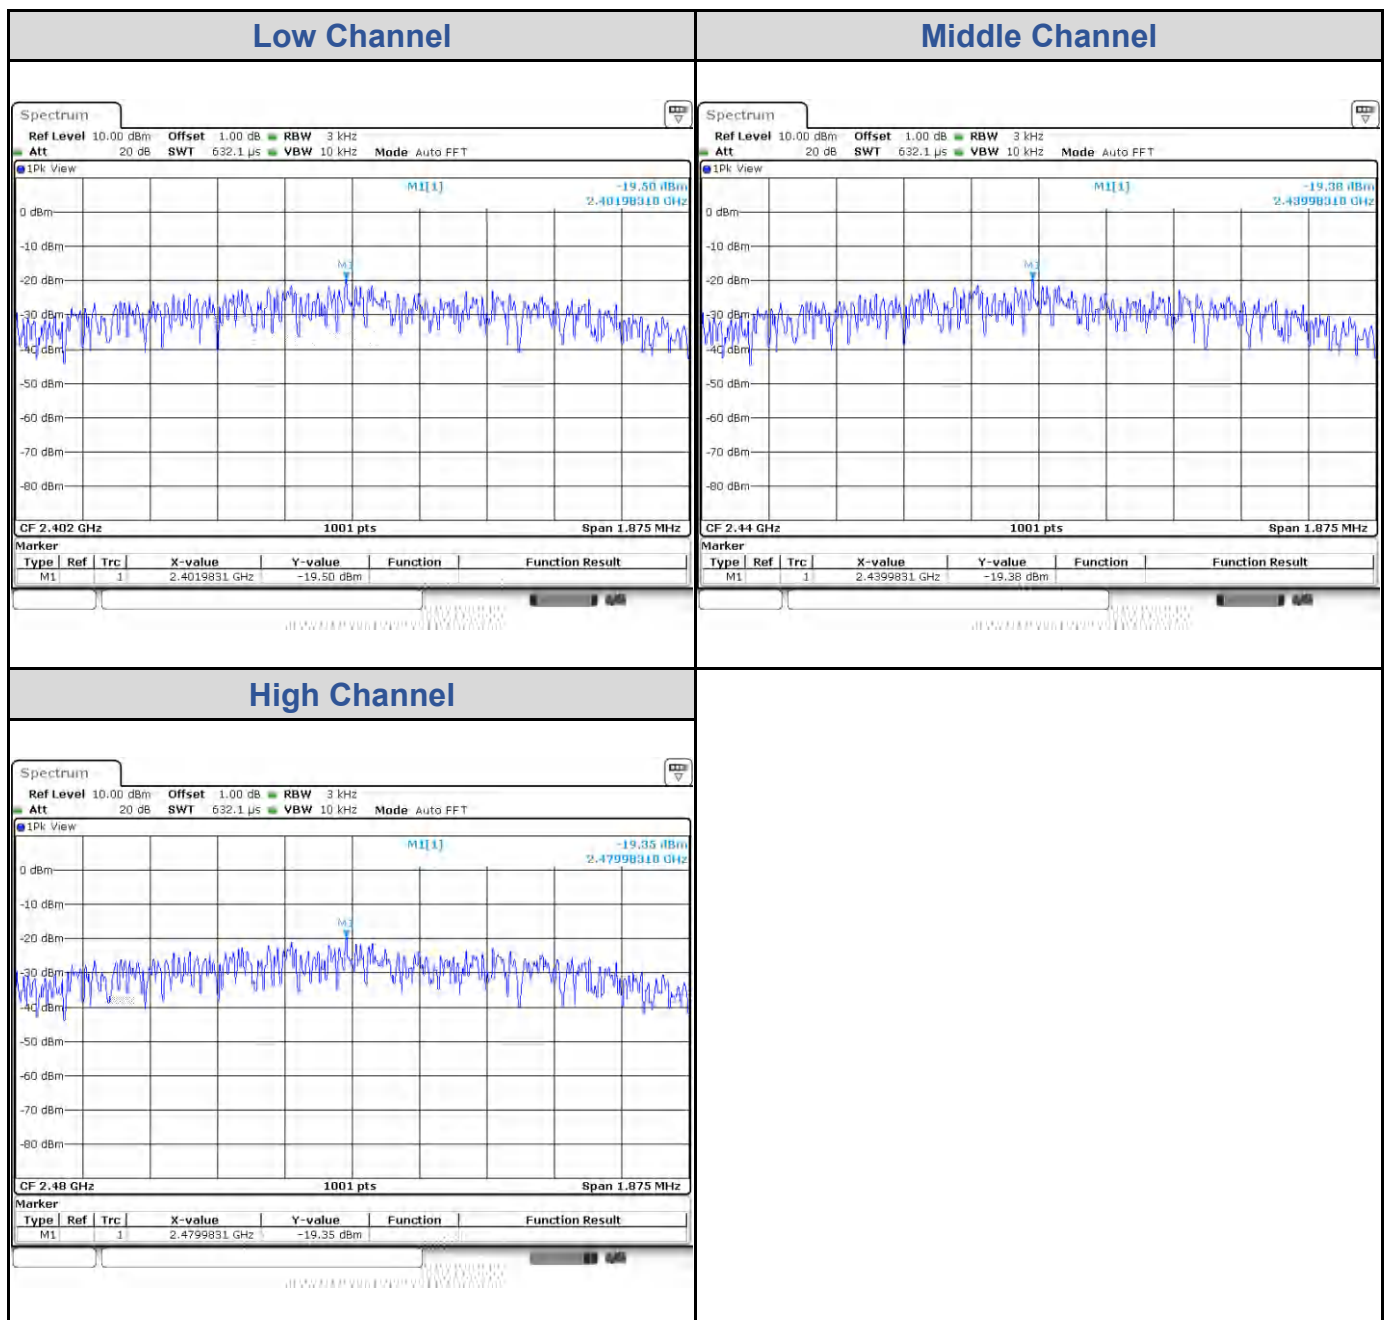 Low Channel
Spectrum
Ref Level 10.00 dBm Offset 1.00 dB RBW 3 kHz
Att 20 dB SWT 632.1 µs VBW 10 kHz Mode Auto FFT
1Pk View
M1[1] -19.50 dBm
2.40198310 GHz
M1
0 dBm
-10 dBm
-20 dBm
-30 dBm
-40 dBm
-50 dBm
-60 dBm
-70 dBm
-80 dBm
CF 2.402 GHz 1001 pts Span 1.875 MHz
Marker
Type Ref Trc X-value Y-value Function Function Result
M1 1 2.4019831 GHz -19.50 dBm
Middle Channel
Spectrum
Ref Level 10.00 dBm Offset 1.00 dB RBW 3 kHz
Att 20 dB SWT 632.1 µs VBW 10 kHz Mode Auto FFT
1Pk View
M1[1] -19.38 dBm
2.43998310 GHz
M1
0 dBm
-10 dBm
-20 dBm
-30 dBm
-40 dBm
-50 dBm
-60 dBm
-70 dBm
-80 dBm
CF 2.44 GHz 1001 pts Span 1.875 MHz
Marker
Type Ref Trc X-value Y-value Function Function Result
M1 1 2.4399831 GHz -19.38 dBm
High Channel
Spectrum
Ref Level 10.00 dBm Offset 1.00 dB RBW 3 kHz
Att 20 dB SWT 632.1 µs VBW 10 kHz Mode Auto FFT
1Pk View
M1[1] -19.35 dBm
2.47998310 GHz
M1
0 dBm
-10 dBm
-20 dBm
-30 dBm
-40 dBm
-50 dBm
-60 dBm
-70 dBm
-80 dBm
CF 2.48 GHz 1001 pts Span 1.875 MHz
Marker
Type Ref Trc X-value Y-value Function Function Result
M1 1 2.4799831 GHz -19.35 dBm